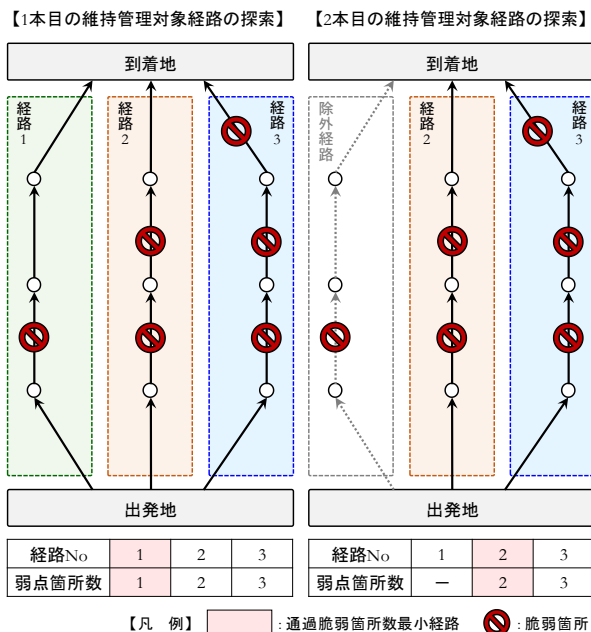 【1本目の維持管理対象経路の探索】
到着地
経路1
経路2
経路3
出発地
経路No 1 2 3
弱点箇所数 1 2 3
【2本目の維持管理対象経路の探索】
到着地
除外経路
経路2
経路3
出発地
経路No 1 2 3
弱点箇所数 － 2 3
【凡 例】 : 通過脆弱箇所数最小経路 : 脆弱箇所